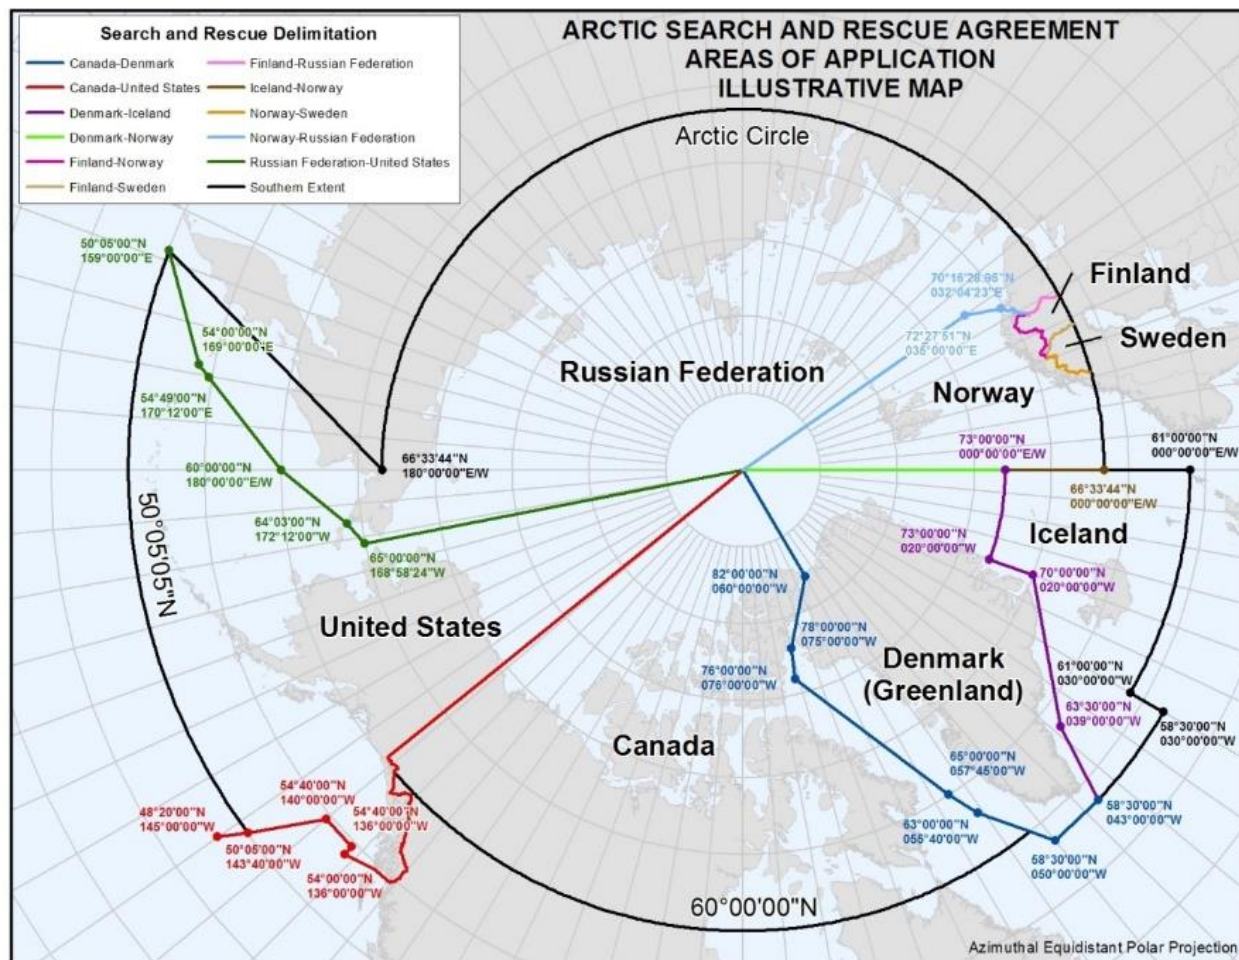 ARCTIC SEARCH AND RESCUE AGREEMENT
AREAS OF APPLICATION
ILLUSTRATIVE MAP
Search and Rescue Delimitation
Canada-Denmark
Canada-United States
Denmark-Iceland
Denmark-Norway
Finland-Norway
Finland-Sweden
Finland-Russian Federation
Iceland-Norway
Norway-Sweden
Norway-Russian Federation
Russian Federation-United States
Southern Extent
Arctic Circle
50°05'00"N
159°00'00"E
54°00'00"N
169°00'00"E
54°49'00"N
170°12'00"E
60°00'00"N
180°00'00"E/W
64°03'00"N
172°12'00"W
65°00'00"N
168°58'24"W
66°33'44"N
180°00'00"E/W
Russian Federation
70°16'28.95"N
032°04'23"E
72°27'51"N
035°00'00"E
Finland
Sweden
Norway
73°00'00"N
000°00'00"E/W
61°00'00"N
000°00'00"E/W
66°33'44"N
000°00'00"E/W
Iceland
73°00'00"N
020°00'00"W
70°00'00"N
020°00'00"W
50°05'05"N
United States
82°00'00"N
060°00'00"W
78°00'00"N
075°00'00"W
76°00'00"N
076°00'00"W
Denmark
(Greenland)
61°00'00"N
030°00'00"W
63°30'00"N
039°00'00"W
58°30'00"N
030°00'00"W
Canada
65°00'00"N
057°45'00"W
63°00'00"N
055°40'00"W
58°30'00"N
043°00'00"W
58°30'00"N
050°00'00"W
54°40'00"N
140°00'00"W
54°40'00"N
136°00'00"W
48°20'00"N
145°00'00"W
50°05'00"N
143°40'00"W
54°00'00"N
136°00'00"W
60°00'00"N
Azimuthal Equidistant Polar Projection